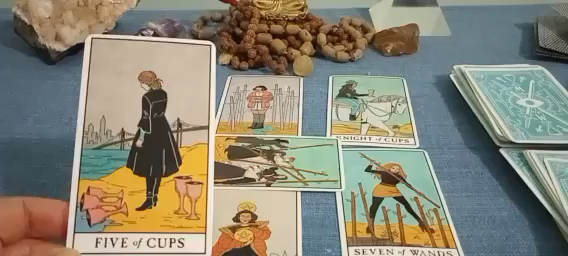 KNIGHT of CUPS
FIVE of CUPS
SEVEN of WANDS